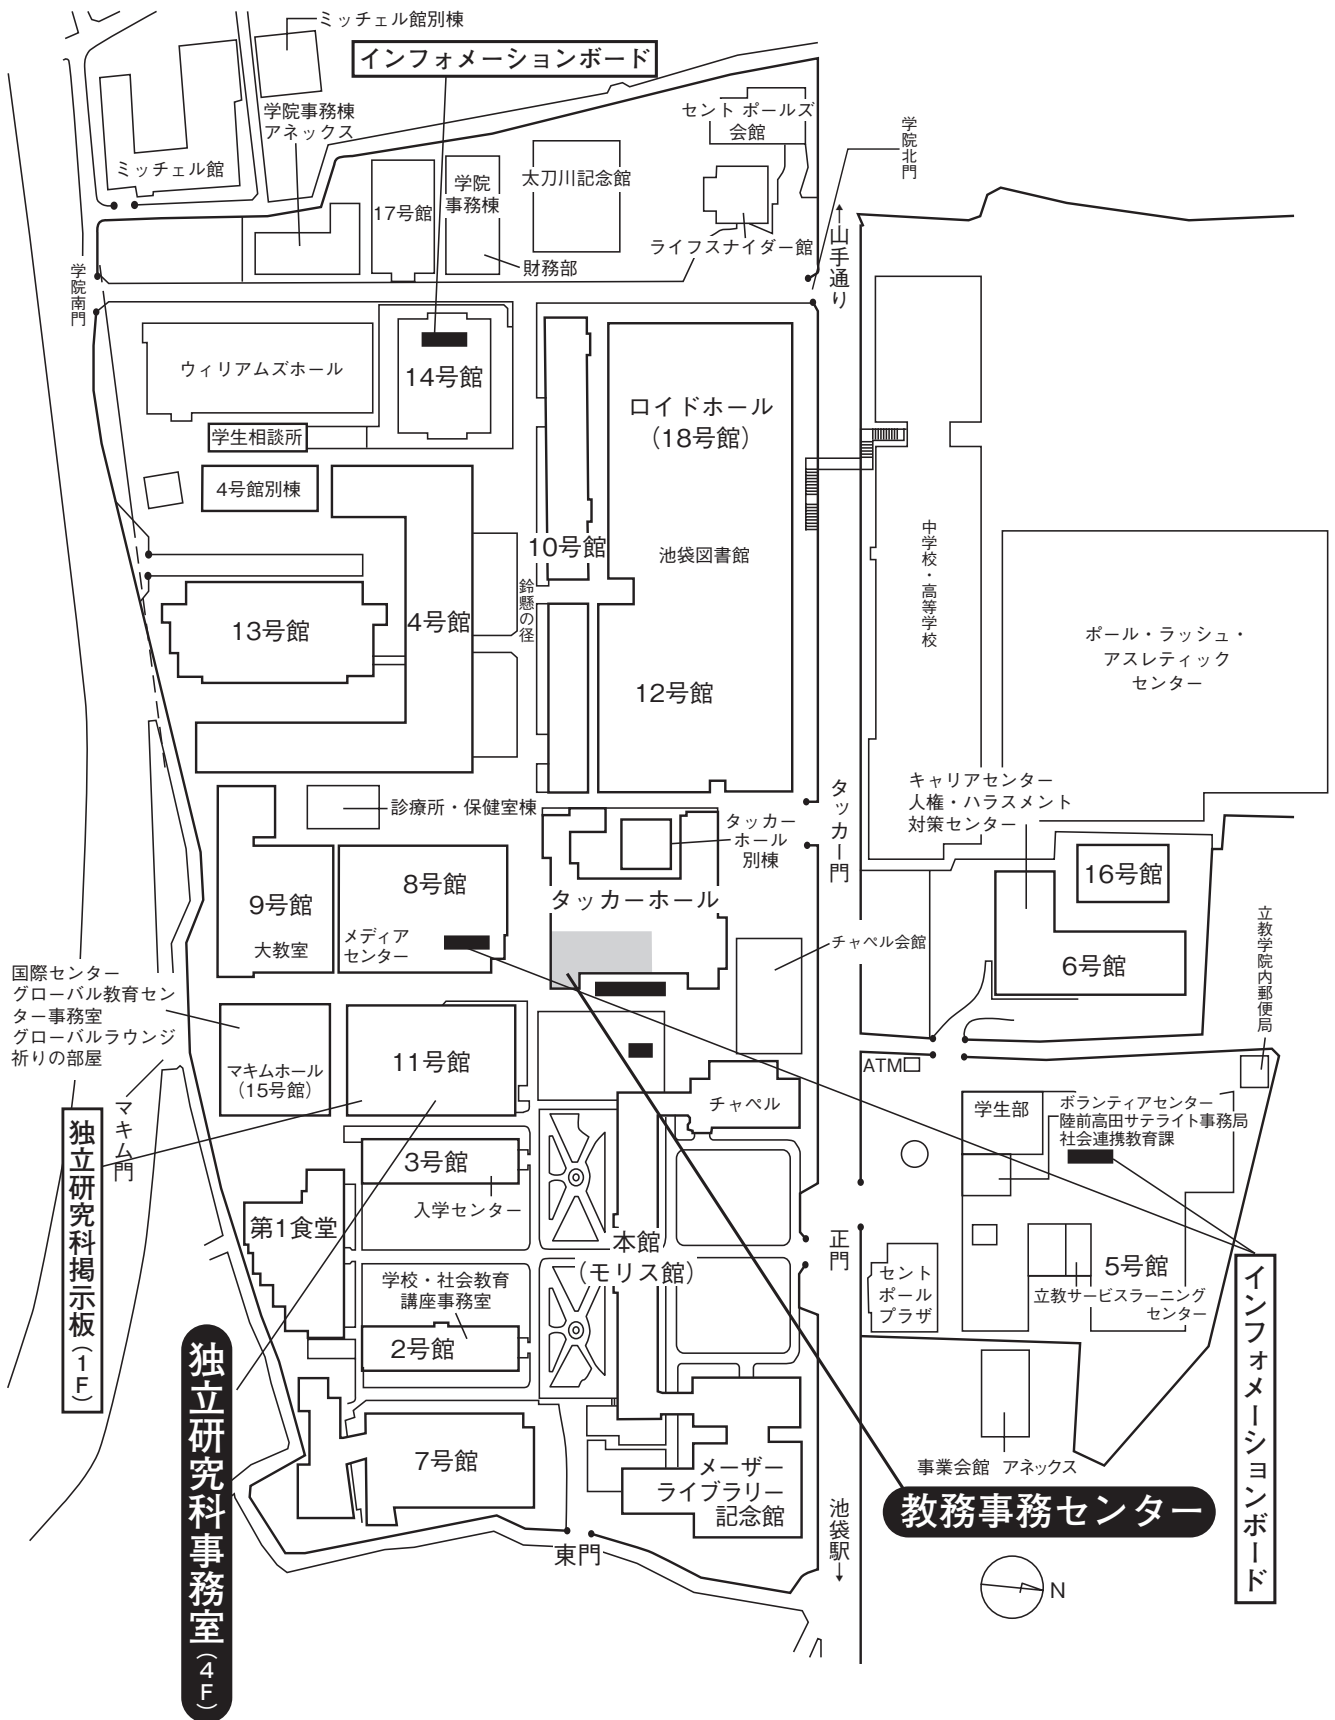 ミッチェル館別棟
インフォメーションボード
学院事務棟
アネックス
セント ポールズ
会館
学院北門
ミッチェル館
17号館
学院
事務棟
太刀川記念館
ライフスナイダー館
財務部
↑山手通り
学院南門
ウィリアムズホール
14号館
ロイドホール
(18号館)
学生相談所
4号館別棟
10号館
池袋図書館
中学校・高等学校
鈴懸の径
13号館
4号館
ポール・ラッシュ・
アスレティック
センター
12号館
キャリアセンター
人権・ハラスメント
対策センター
診療所・保健室棟
タッカー
ホール
別棟
タッカー門
8号館
9号館
大教室
メディア
センター
タッカーホール
16号館
チャペル会館
6号館
立教学院内郵便局
国際センター
グローバル教育セン
ター事務室
グローバルラウンジ
祈りの部屋
マキムホール
(15号館)
11号館
マキム門
チャペル
ATM
学生部
ボランティアセンター
陸前高田サテライト事務局
社会連携教育課
独立研究科掲示板(1F)
3号館
入学センター
第1食堂
本館
(モリス館)
正門
学校・社会教育
講座事務室
2号館
セント
ポール
プラザ
5号館
立教サービスラーニング
センター
インフォメーションボード
独立研究科事務室(4F)
7号館
メーザー
ライブラリー
記念館
事業会館 アネックス
教務事務センター
東門
池袋駅↓
N